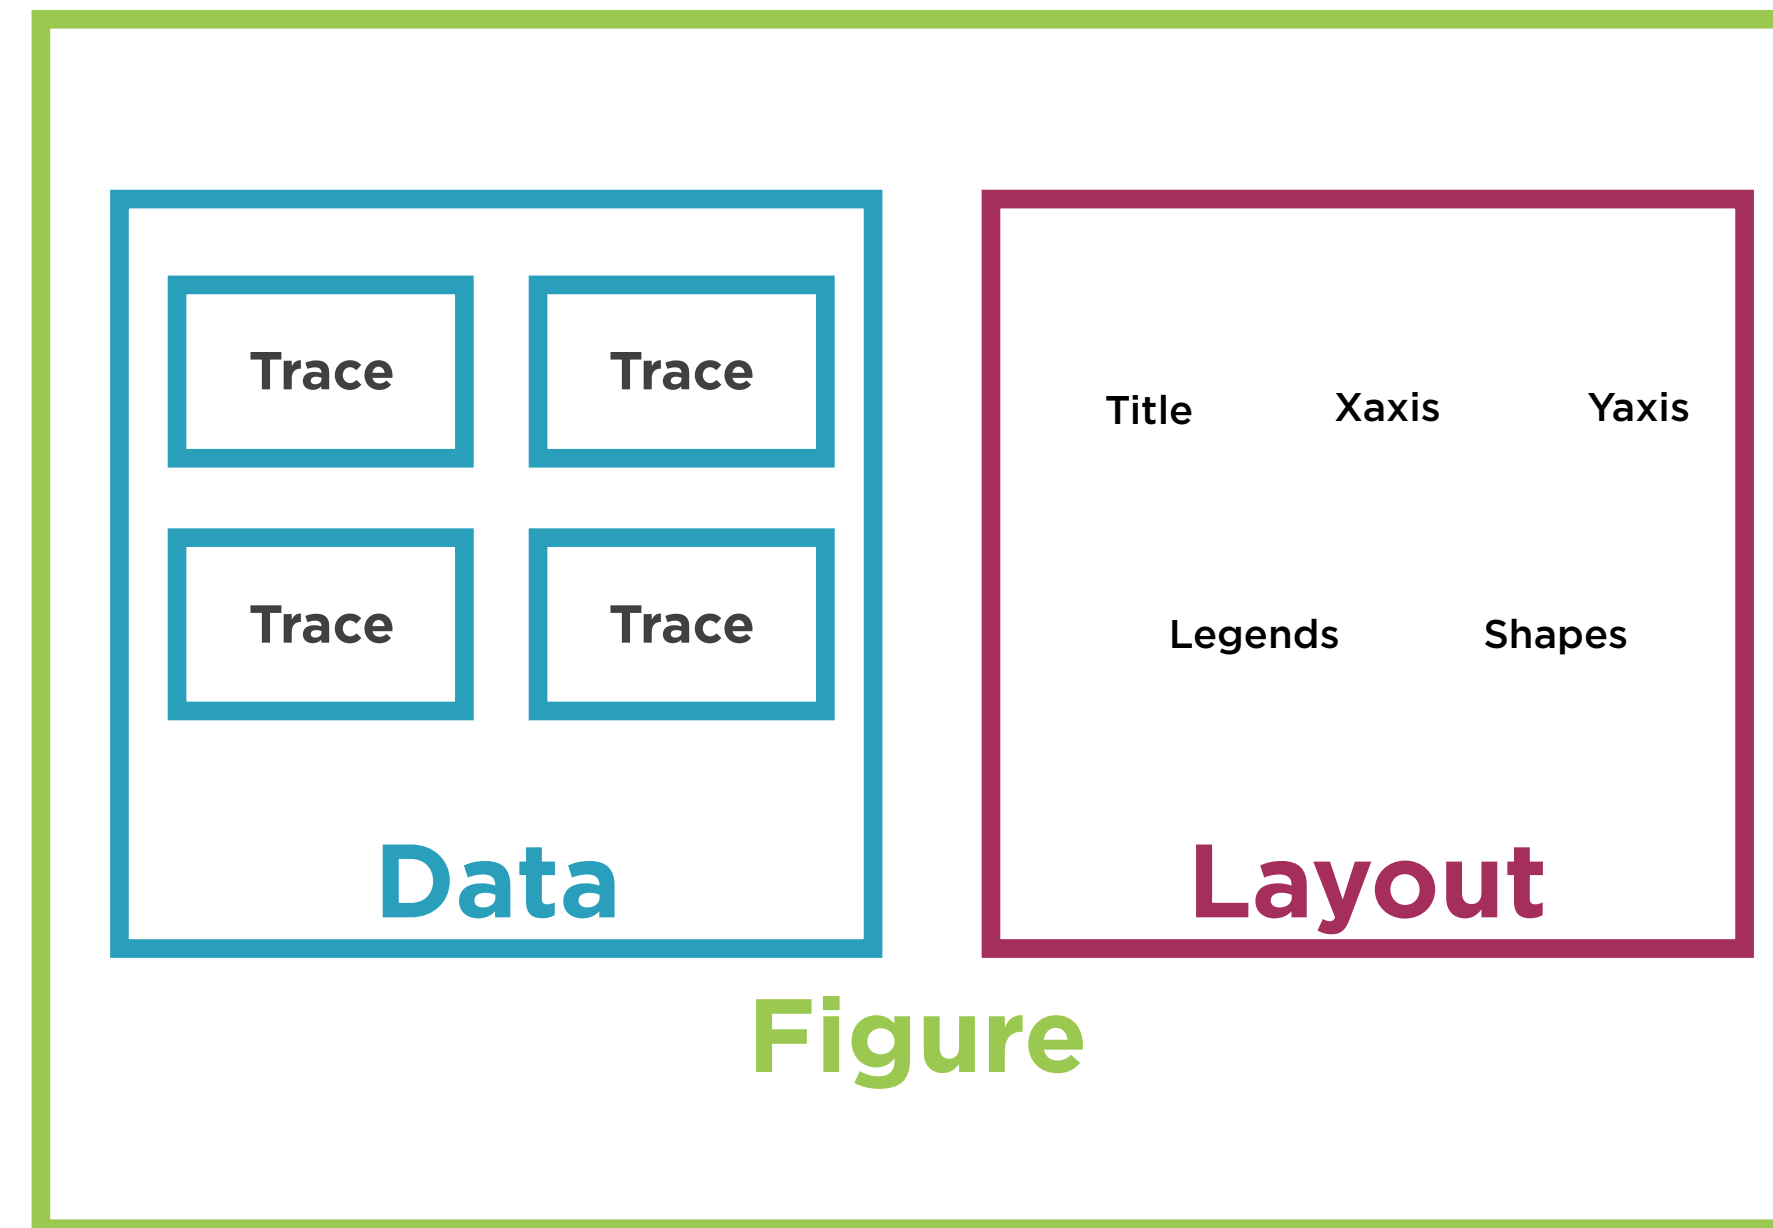 Trace Trace
Title Xaxis Yaxis
Trace Trace
Legends Shapes
Data
Layout
Figure